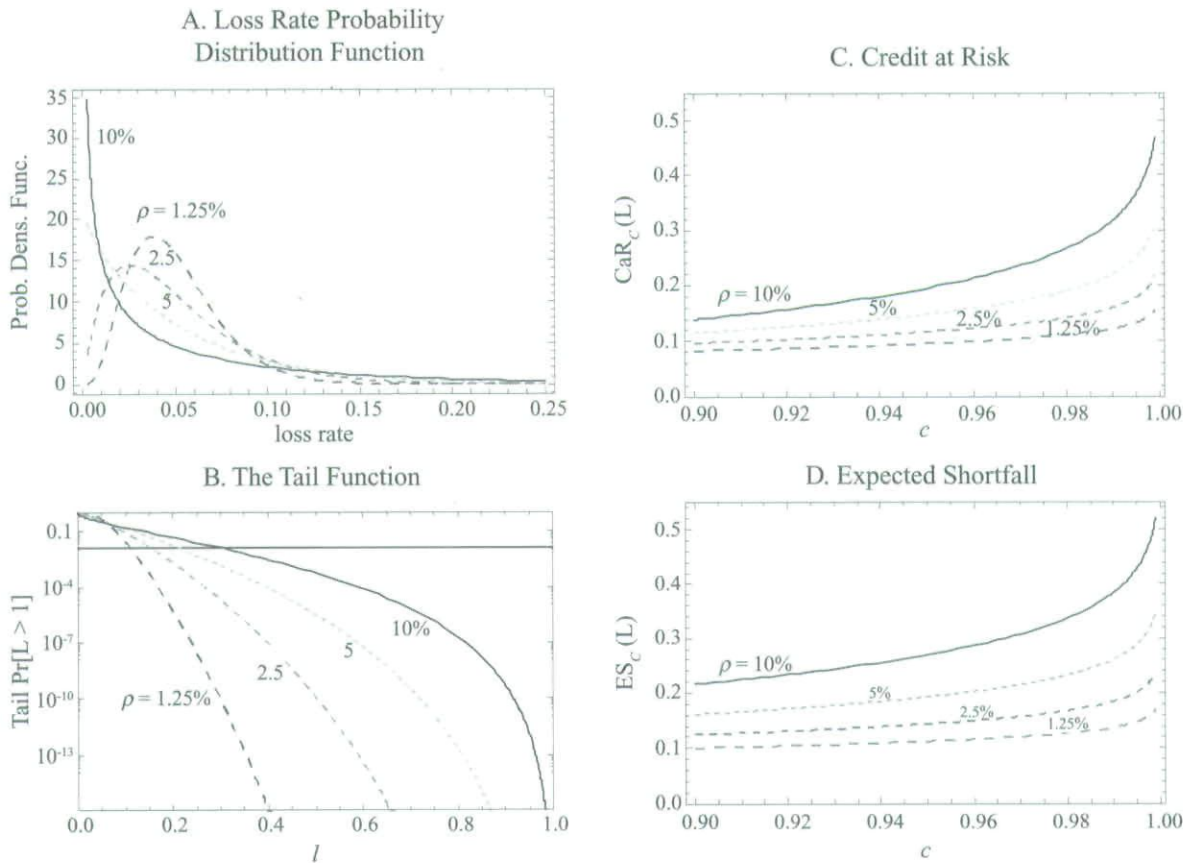 A. Loss Rate Probability
Distribution Function
Prob. Dens. Func.
35
30
25
20
15
10
5
0
10%
ρ = 1.25%
2.5
5
0.00 0.05 0.10 0.15 0.20 0.25
loss rate
C. Credit at Risk
CaR_C (L)
0.5
0.4
0.3
0.2
0.1
0.0
ρ = 10%
5%
2.5%
1.25%
0.90 0.92 0.94 0.96 0.98 1.00
c
B. The Tail Function
Tail Pr[L > 1]
0.1
10⁻⁴
10⁻⁷
10⁻¹⁰
10⁻¹³
10%
5
2.5
ρ = 1.25%
0.0 0.2 0.4 0.6 0.8 1.0
l
D. Expected Shortfall
ES_C (L)
0.5
0.4
0.3
0.2
0.1
0.0
ρ = 10%
5%
2.5%
1.25%
0.90 0.92 0.94 0.96 0.98 1.00
c